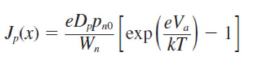 J_p(x) = \frac{eD_p p_{n0}}{W_n} \left[ \exp\left(\frac{eV_a}{kT}\right) - 1 \right]